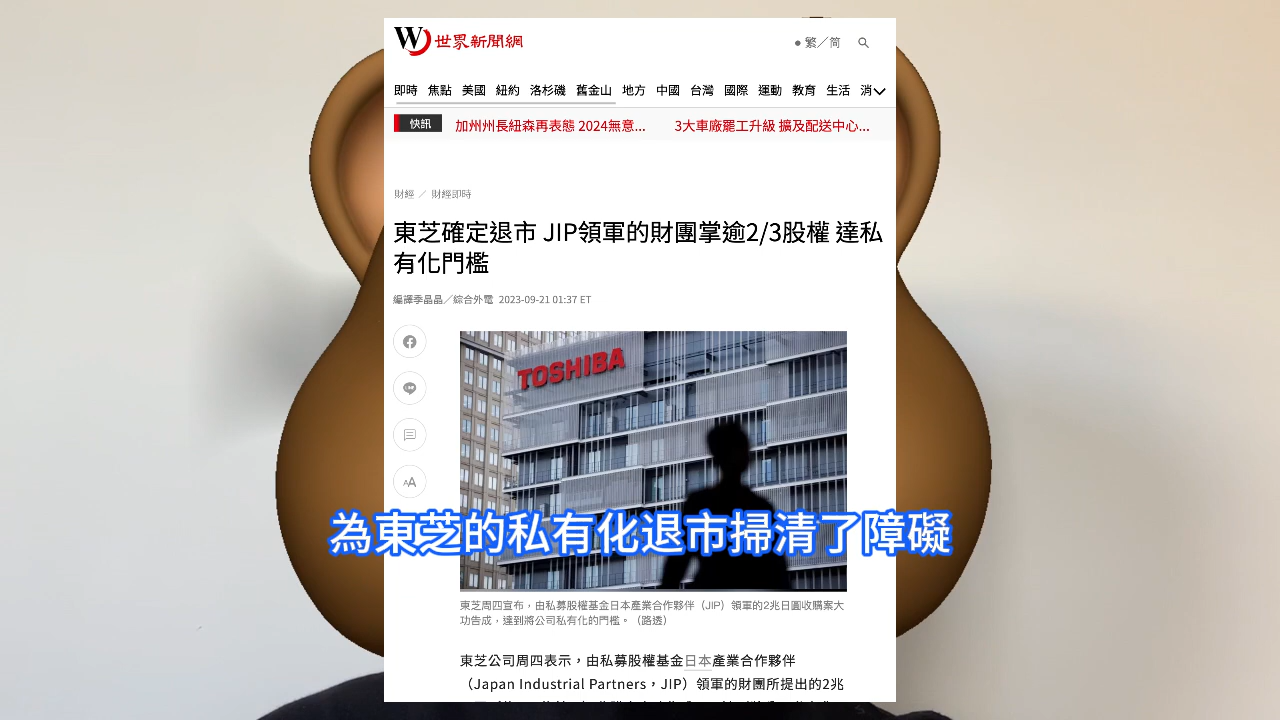 世界新聞網
繁／简
即時 焦點 美國 紐約 洛杉磯 舊金山 地方 中國 台灣 國際 運動 教育 生活 消
快訊 加州州長紐森再表態 2024無意... 3大車廠罷工升級 擴及配送中心...
財經 ／ 財經即時
東芝確定退市 JIP領軍的財團掌逾2/3股權 達私
有化門檻
編譯季晶晶／綜合外電 2023-09-21 01:37 ET
TOSHIBA
為東芝的私有化退市掃清了障礙
東芝周四宣布，由私募股權基金日本產業合作夥伴（JIP）領軍的2兆日圓收購案大
功告成，達到將公司私有化的門檻。（路透）
東芝公司周四表示，由私募股權基金日本產業合作夥伴
（Japan Industrial Partners，JIP）領軍的財團所提出的2兆